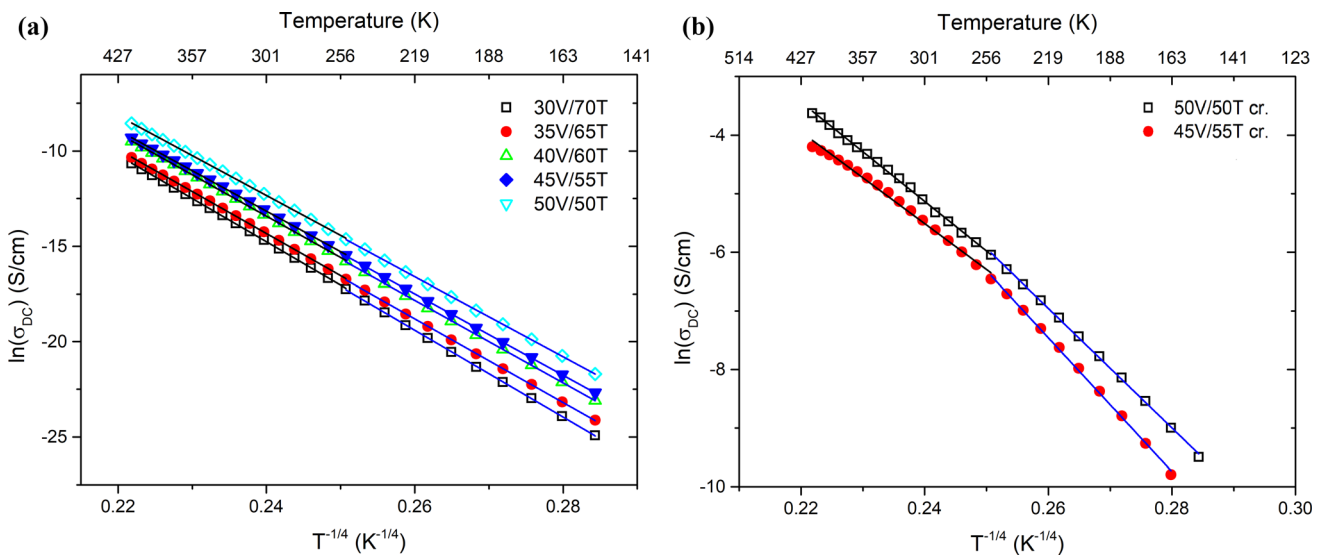 (a)
Temperature (K)
427 357 301 256 219 188 163 141
30V/70T
35V/65T
40V/60T
45V/55T
50V/50T
-10
-15
-20
-25
ln(σDC) (S/cm)
0.22 0.24 0.26 0.28
T-1/4 (K-1/4)
(b)
Temperature (K)
514 427 357 301 256 219 188 163 141 123
50V/50T cr.
45V/55T cr.
-4
-6
-8
-10
ln(σDC) (S/cm)
0.22 0.24 0.26 0.28 0.30
T-1/4 (K-1/4)